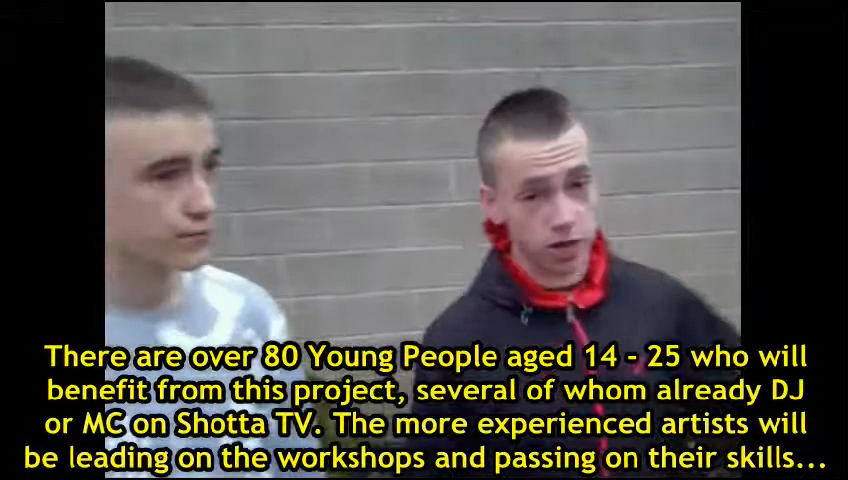 There are over 80 Young People aged 14 - 25 who will
benefit from this project, several of whom already DJ
or MC on Shotta TV. The more experienced artists will
be leading on the workshops and passing on their skills...